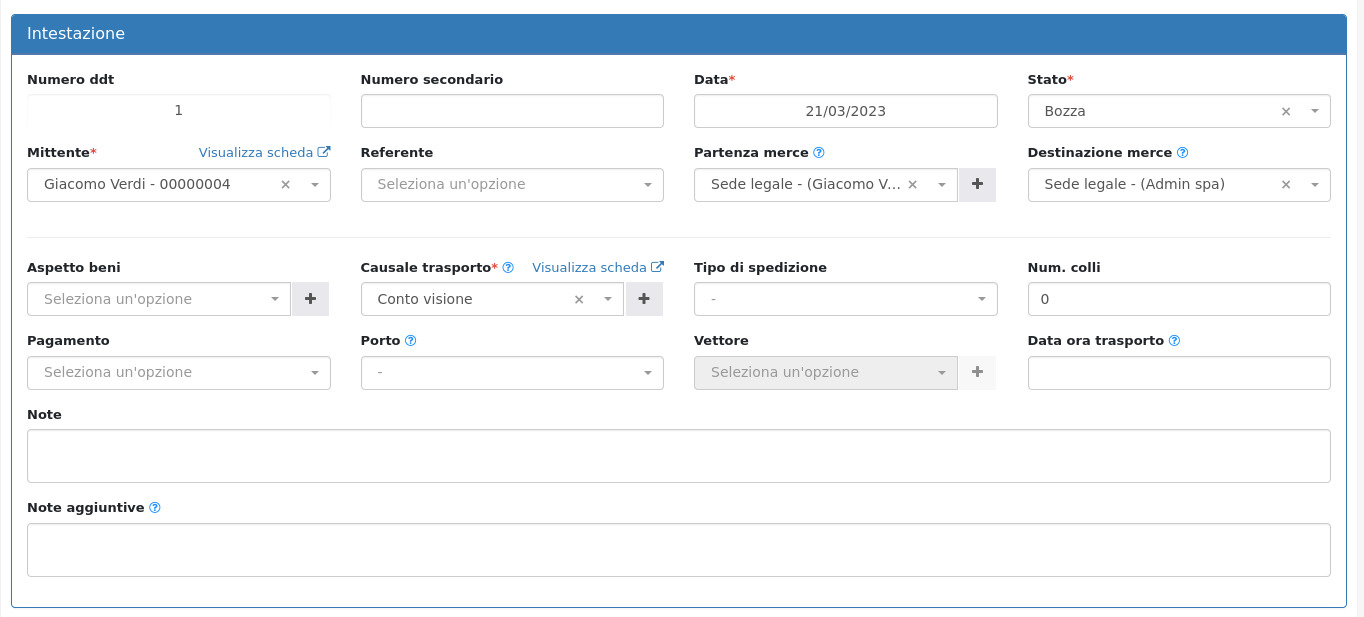 Intestazione
Numero ddt Numero secondario Data* Stato*
1 21/03/2023 Bozza ×
Mittente* Visualizza scheda Referente Partenza merce Destinazione merce
Giacomo Verdi - 00000004 × Seleziona un'opzione Sede legale - (Giacomo V... × + Sede legale - (Admin spa) ×
Aspetto beni Causale trasporto* Visualizza scheda Tipo di spedizione Num. colli
Seleziona un'opzione + Conto visione × + - 0
Pagamento Porto Vettore Data ora trasporto
Seleziona un'opzione - Seleziona un'opzione +
Note
Note aggiuntive